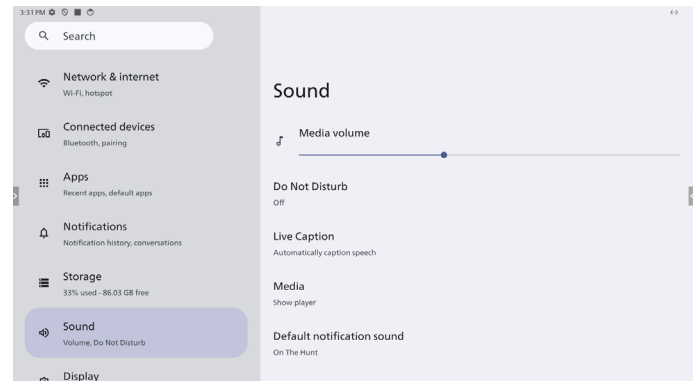 3:31 PM
Search
Network & internet
Wi-Fi, hotspot
Connected devices
Bluetooth, pairing
Apps
Recent apps, default apps
Notifications
Notification history, conversations
Storage
33% used - 86.03 GB free
Sound
Volume, Do Not Disturb
Display
Sound
Media volume
Do Not Disturb
Off
Live Caption
Automatically caption speech
Media
Show player
Default notification sound
On The Hunt